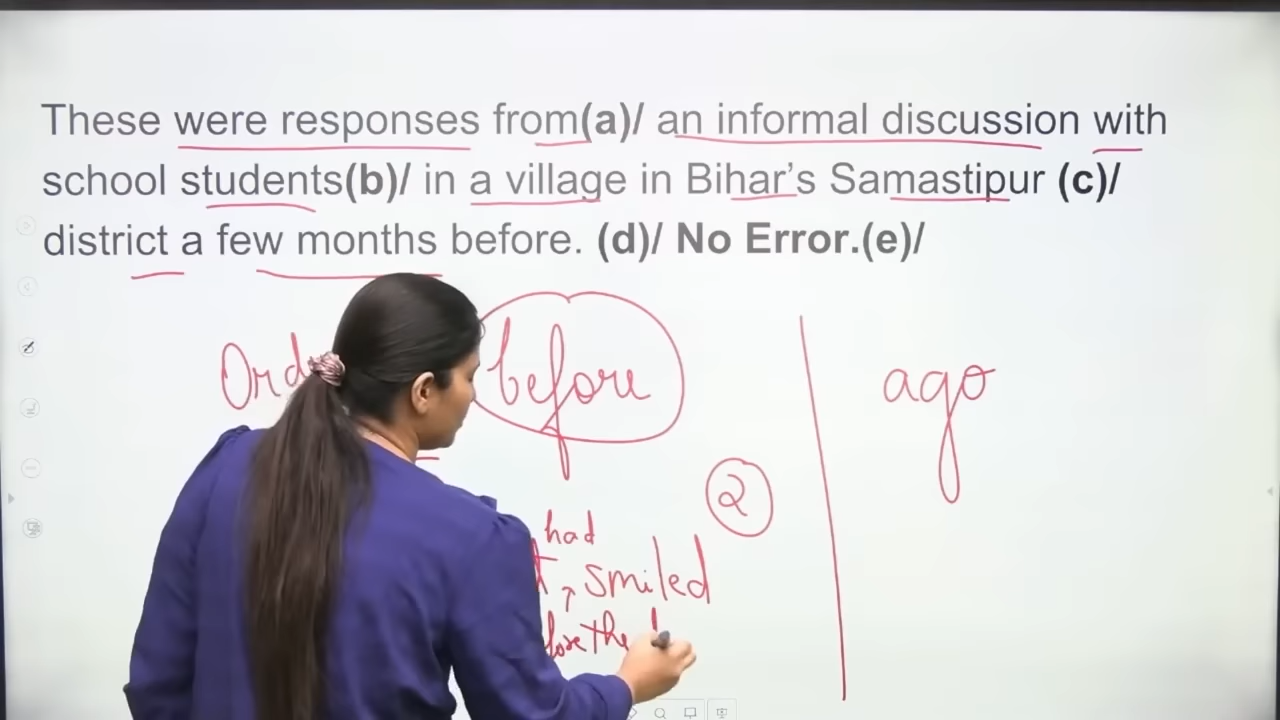 These were responses from(a)/ an informal discussion with
school students(b)/ in a village in Bihar's Samastipur (c)/
district a few months before. (d)/ No Error.(e)/
before
ago
2
had
smiled
the